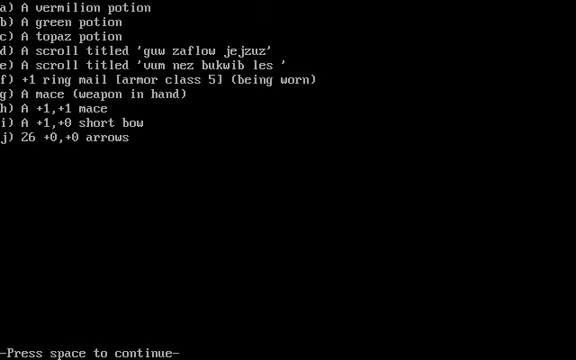 a) A vermilion potion
b) A green potion
c) A topaz potion
d) A scroll titled 'guw zaflow jejzuz'
e) A scroll titled 'vum nez bukwib les '
f) +1 ring mail [armor class 5] (being worn)
g) A mace (weapon in hand)
h) A +1,+1 mace
i) A +1,+0 short bow
j) 26 +0,+0 arrows
-Press space to continue-